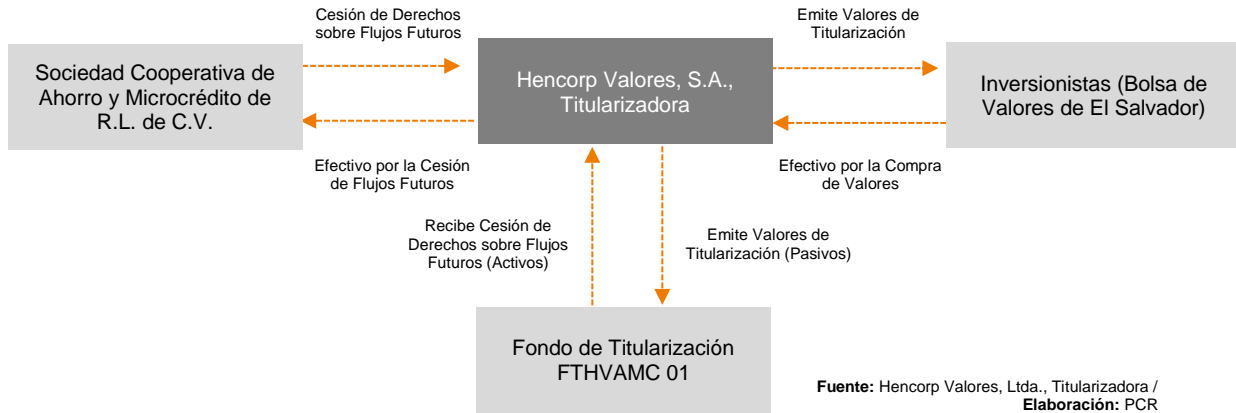 Cesión de Derechos
sobre Flujos Futuros
Emite Valores de
Titularización
Sociedad Cooperativa de
Ahorro y Microcrédito de
R.L. de C.V.
Hencorp Valores, S.A.,
Titularizadora
Inversionistas (Bolsa de
Valores de El Salvador)
Efectivo por la Cesión
de Flujos Futuros
Efectivo por la Compra
de Valores
Recibe Cesión de
Derechos sobre Flujos
Futuros (Activos)
Emite Valores de
Titularización (Pasivos)
Fondo de Titularización
FTHVAMC 01
Fuente: Hencorp Valores, Ltda., Titularizadora /
Elaboración: PCR